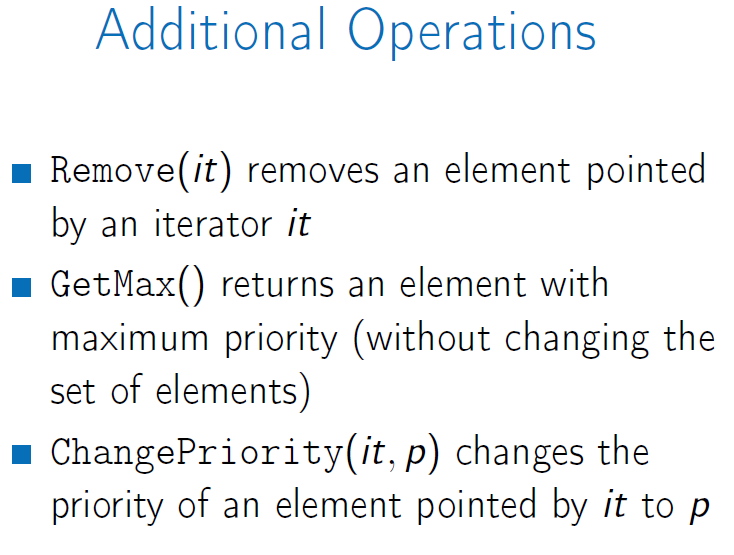 Additional Operations
Remove(it) removes an element pointed
by an iterator it
GetMax() returns an element with
maximum priority (without changing the
set of elements)
ChangePriority(it, p) changes the
priority of an element pointed by it to p